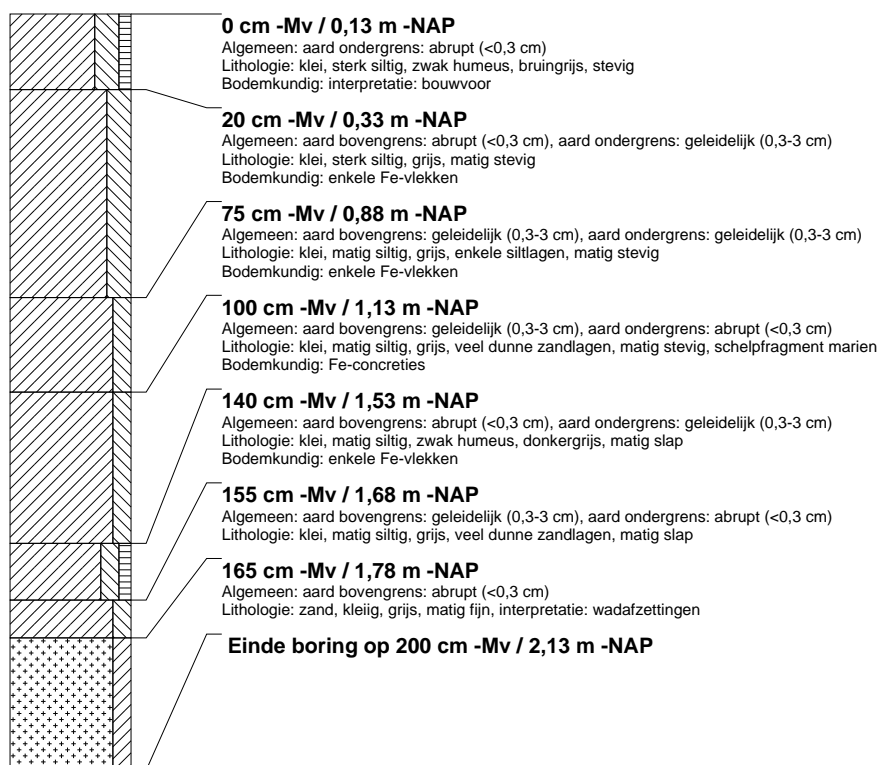 0 cm -Mv / 0,13 m -NAP
Algemeen: aard ondergrens: abrupt (<0,3 cm)
Lithologie: klei, sterk siltig, zwak humeus, bruingrijs, stevig
Bodemkundig: interpretatie: bouwvoor
20 cm -Mv / 0,33 m -NAP
Algemeen: aard bovengrens: abrupt (<0,3 cm), aard ondergrens: geleidelijk (0,3-3 cm)
Lithologie: klei, sterk siltig, grijs, matig stevig
Bodemkundig: enkele Fe-vlekken
75 cm -Mv / 0,88 m -NAP
Algemeen: aard bovengrens: geleidelijk (0,3-3 cm), aard ondergrens: geleidelijk (0,3-3 cm)
Lithologie: klei, matig siltig, grijs, enkele siltlagen, matig stevig
Bodemkundig: enkele Fe-vlekken
100 cm -Mv / 1,13 m -NAP
Algemeen: aard bovengrens: geleidelijk (0,3-3 cm), aard ondergrens: abrupt (<0,3 cm)
Lithologie: klei, matig siltig, grijs, veel dunne zandlagen, matig stevig, schelpfragment marien
Bodemkundig: Fe-concreties
140 cm -Mv / 1,53 m -NAP
Algemeen: aard bovengrens: abrupt (<0,3 cm), aard ondergrens: geleidelijk (0,3-3 cm)
Lithologie: klei, matig siltig, zwak humeus, donkergrijs, matig slap
Bodemkundig: enkele Fe-vlekken
155 cm -Mv / 1,68 m -NAP
Algemeen: aard bovengrens: geleidelijk (0,3-3 cm), aard ondergrens: abrupt (<0,3 cm)
Lithologie: klei, matig siltig, grijs, veel dunne zandlagen, matig slap
165 cm -Mv / 1,78 m -NAP
Algemeen: aard bovengrens: abrupt (<0,3 cm)
Lithologie: zand, kleiig, grijs, matig fijn, interpretatie: wadafzettingen
Einde boring op 200 cm -Mv / 2,13 m -NAP